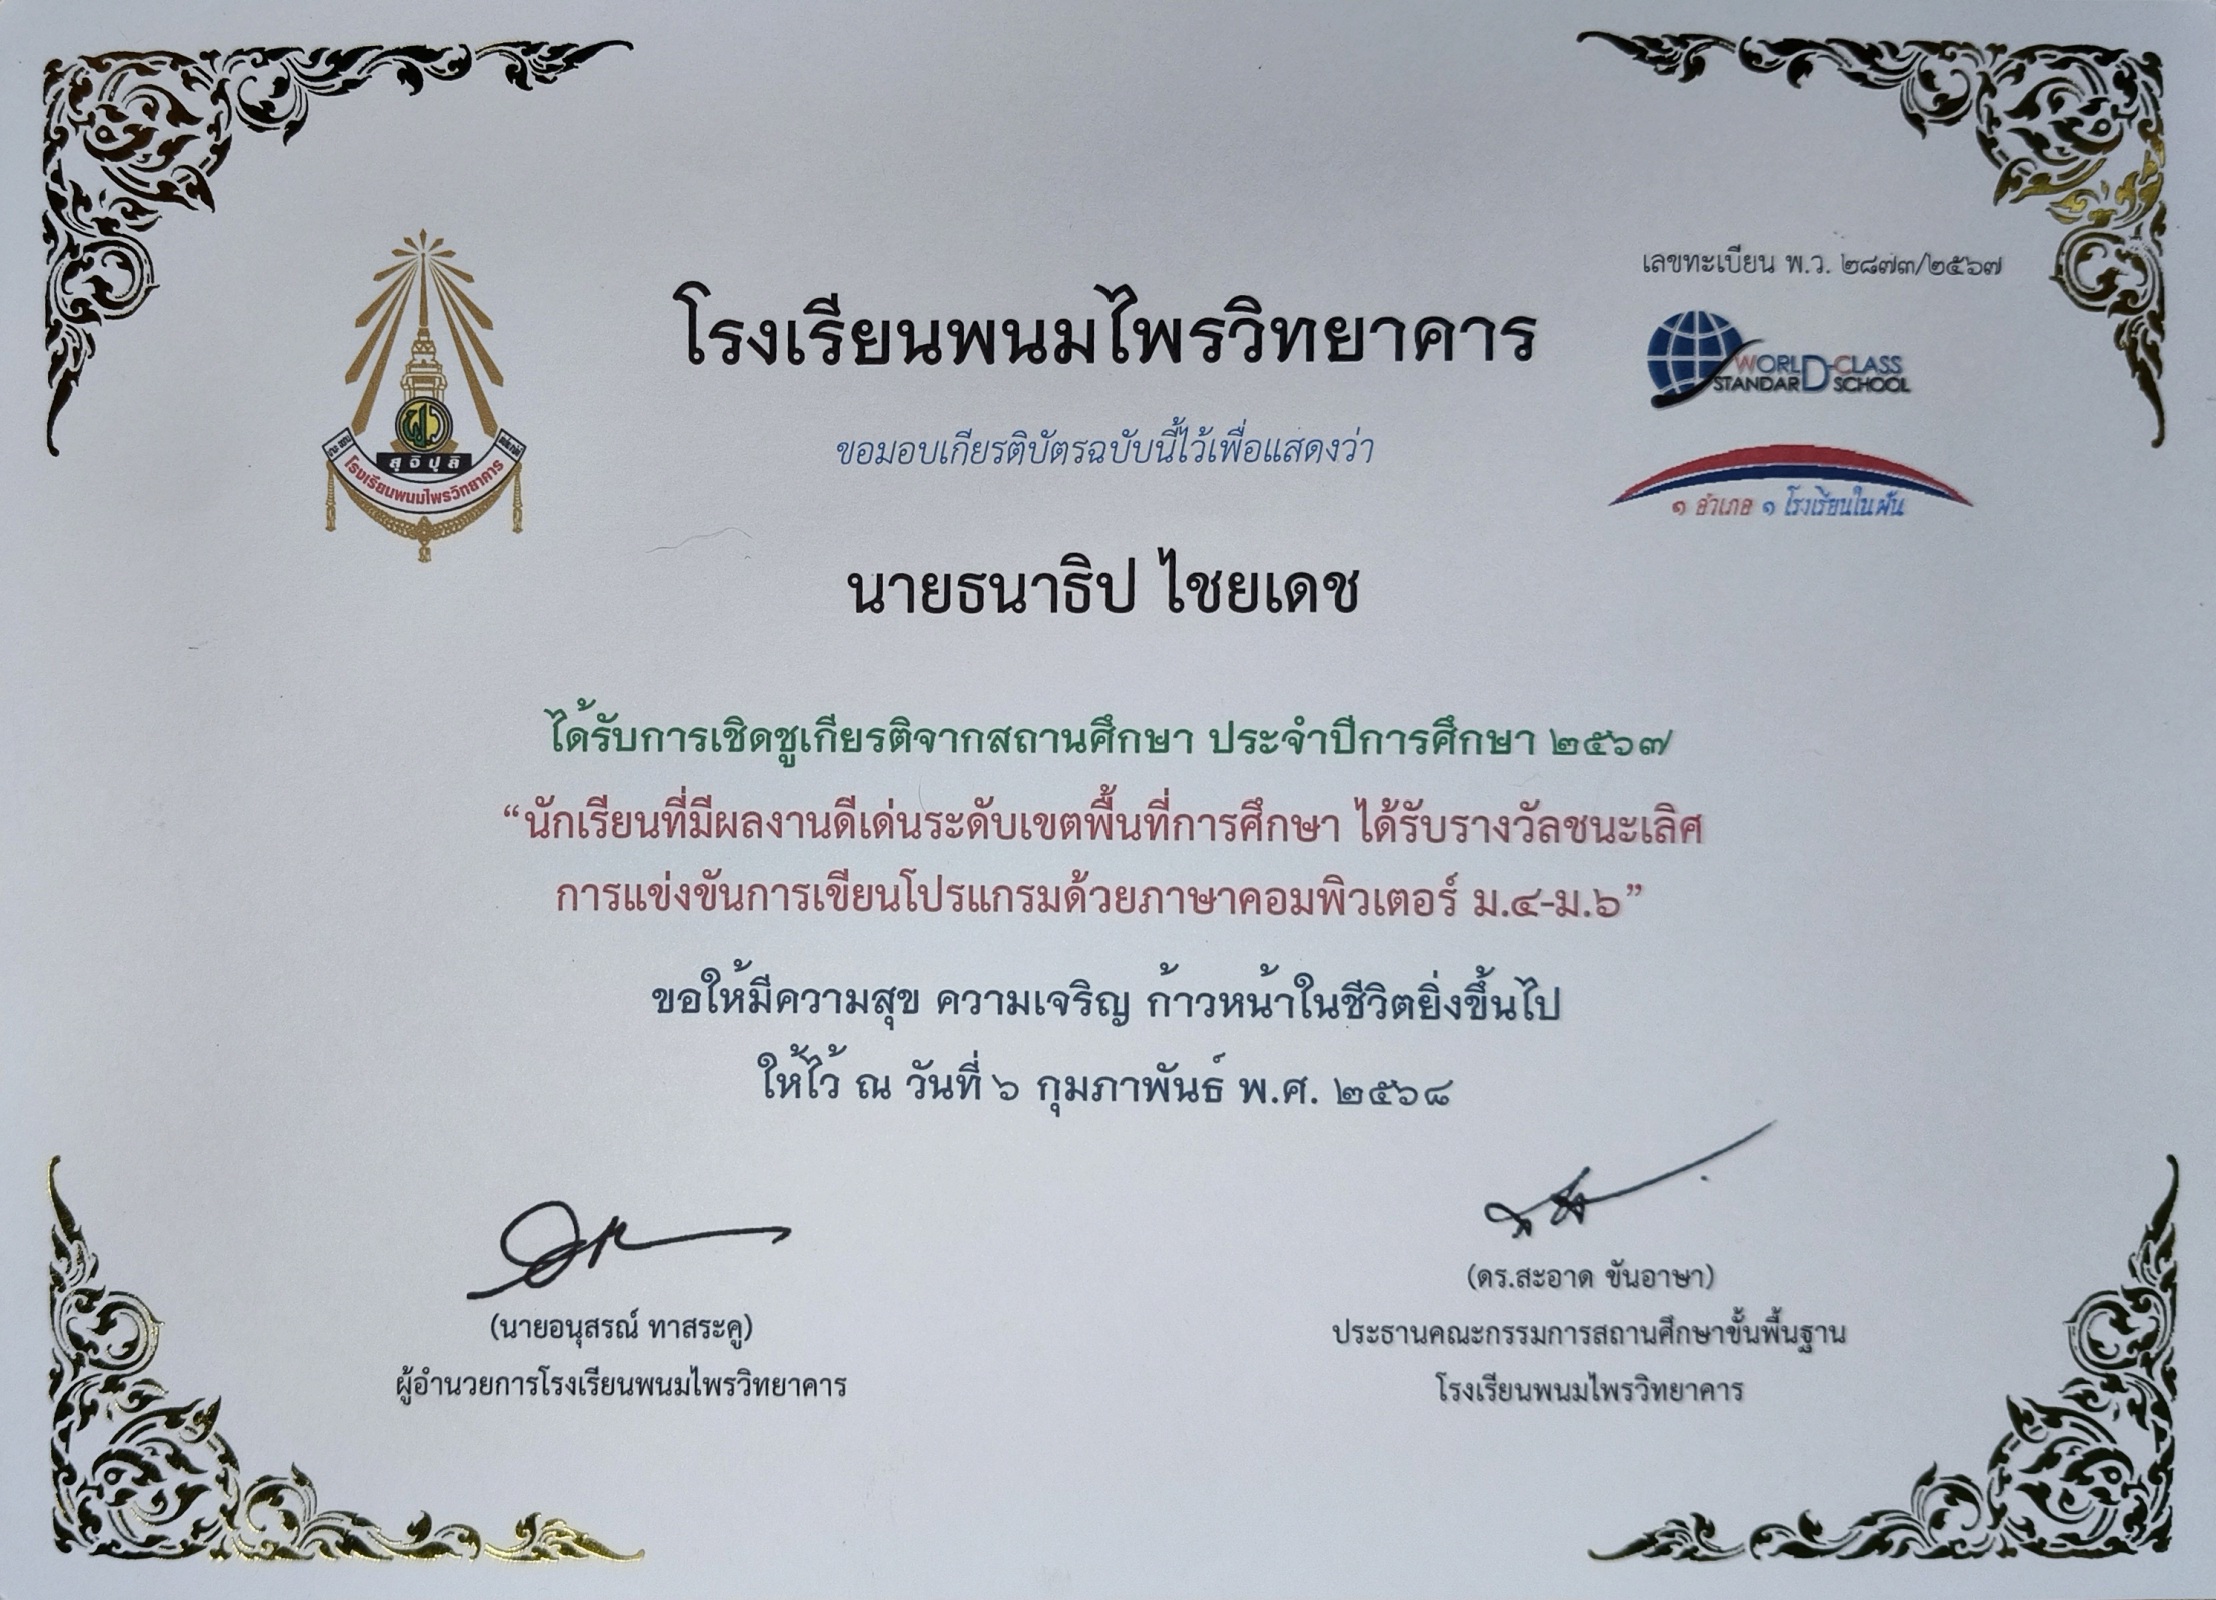 เลขทะเบียน พ.ว. ๒๘๗๓/๒๕๖๗
โรงเรียนพนมไพรวิทยาคาร
WORLD-CLASS
STANDARD SCHOOL
ขอมอบเกียรติบัตรฉบับนี้ไว้เพื่อแสดงว่า
สุ จิ ปุ ลิ
โรงเรียนพนมไพรวิทยาคาร
๑ อำเภอ ๑ โรงเรียนในฝัน
นายธนาธิป ไชยเดช
ได้รับการเชิดชูเกียรติจากสถานศึกษา ประจำปีการศึกษา ๒๕๖๗
“นักเรียนที่มีผลงานดีเด่นระดับเขตพื้นที่การศึกษา ได้รับรางวัลชนะเลิศ
การแข่งขันการเขียนโปรแกรมด้วยภาษาคอมพิวเตอร์ ม.๔-ม.๖”
ขอให้มีความสุข ความเจริญ ก้าวหน้าในชีวิตยิ่งขึ้นไป
ให้ไว้ ณ วันที่ ๖ กุมภาพันธ์ พ.ศ. ๒๕๖๘
(นายอนุสรณ์ ทาสระคู)
ผู้อำนวยการโรงเรียนพนมไพรวิทยาคาร
(ดร.สะอาด ขันอาษา)
ประธานคณะกรรมการสถานศึกษาขั้นพื้นฐาน
โรงเรียนพนมไพรวิทยาคาร